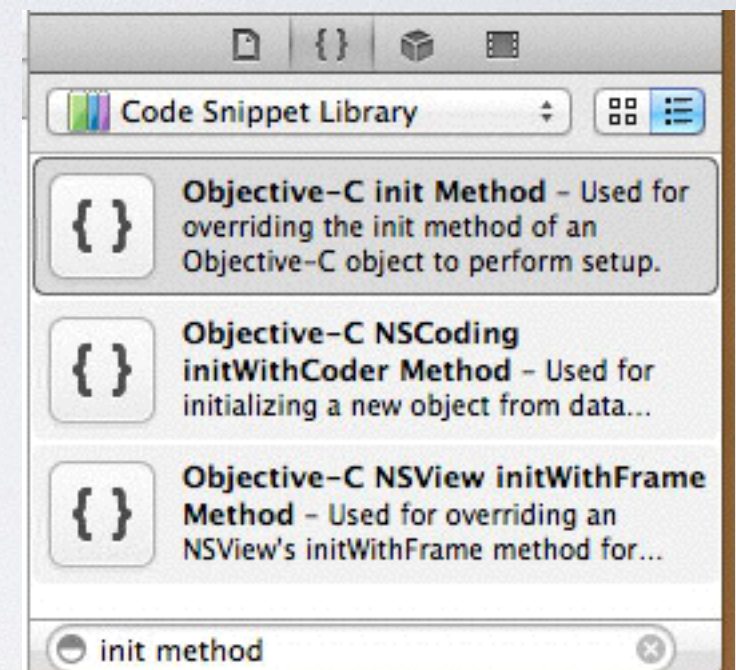 { }
Code Snippet Library
{ }
Objective-C init Method – Used for
overriding the init method of an
Objective-C object to perform setup.
{ }
Objective-C NSCoding
initWithCoder Method – Used for
initializing a new object from data...
{ }
Objective-C NSView initWithFrame
Method – Used for overriding an
NSView's initWithFrame method for...
init method